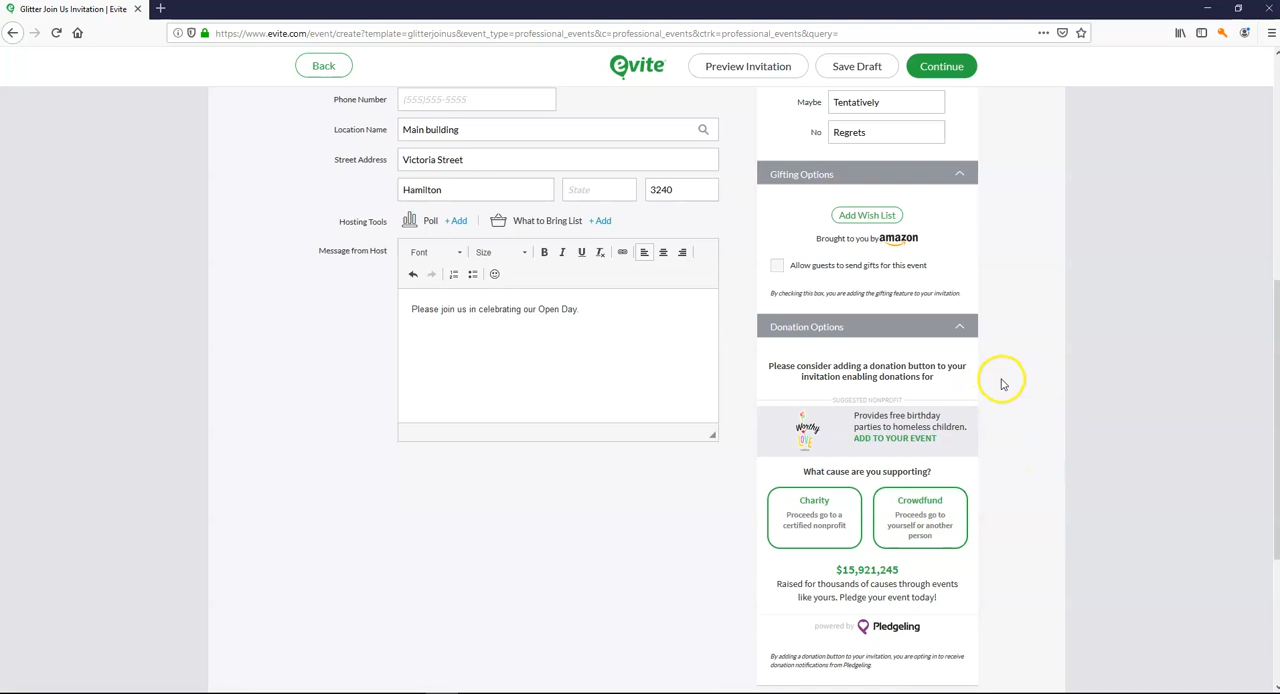 Glitter Join Us Invitation | Evite
https://www.evite.com/event/create?template=glitterjoinus&event_type=professional_events&c=professional_events&ctrk=professional_events&query=
Back
evite
Preview Invitation
Save Draft
Continue
Phone Number
(555)555-5555
Location Name
Main building
Street Address
Victoria Street
Hamilton
State
3240
Hosting Tools
Poll + Add
What to Bring List + Add
Message from Host
Font
Size
B I U Tx
Please join us in celebrating our Open Day.
Maybe
Tentatively
No
Regrets
Gifting Options
Add Wish List
Brought to you by amazon
Allow guests to send gifts for this event
By checking this box, you are adding the gifting feature to your invitation.
Donation Options
Please consider adding a donation button to your
invitation enabling donations for
SUGGESTED NONPROFIT
Worthy
LOVE
Provides free birthday
parties to homeless children.
ADD TO YOUR EVENT
What cause are you supporting?
Charity
Proceeds go to a
certified nonprofit
Crowdfund
Proceeds go to
yourself or another
person
$15,921,245
Raised for thousands of causes through events
like yours. Pledge your event today!
powered by Pledgeling
By adding a donation button to your invitation, you are opting in to receive
donation notifications from Pledgeling.